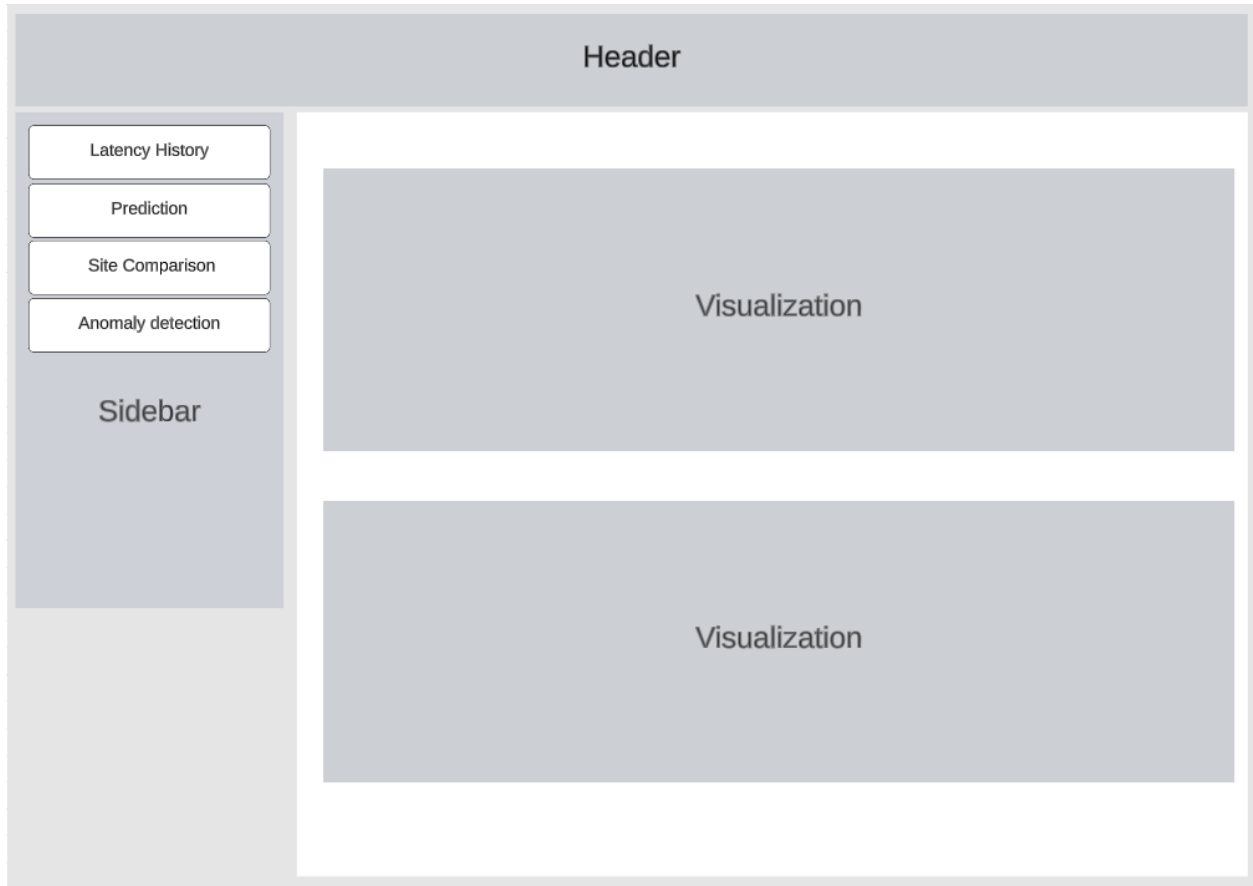 Header
Latency History
Prediction
Site Comparison
Anomaly detection
Sidebar
Visualization
Visualization